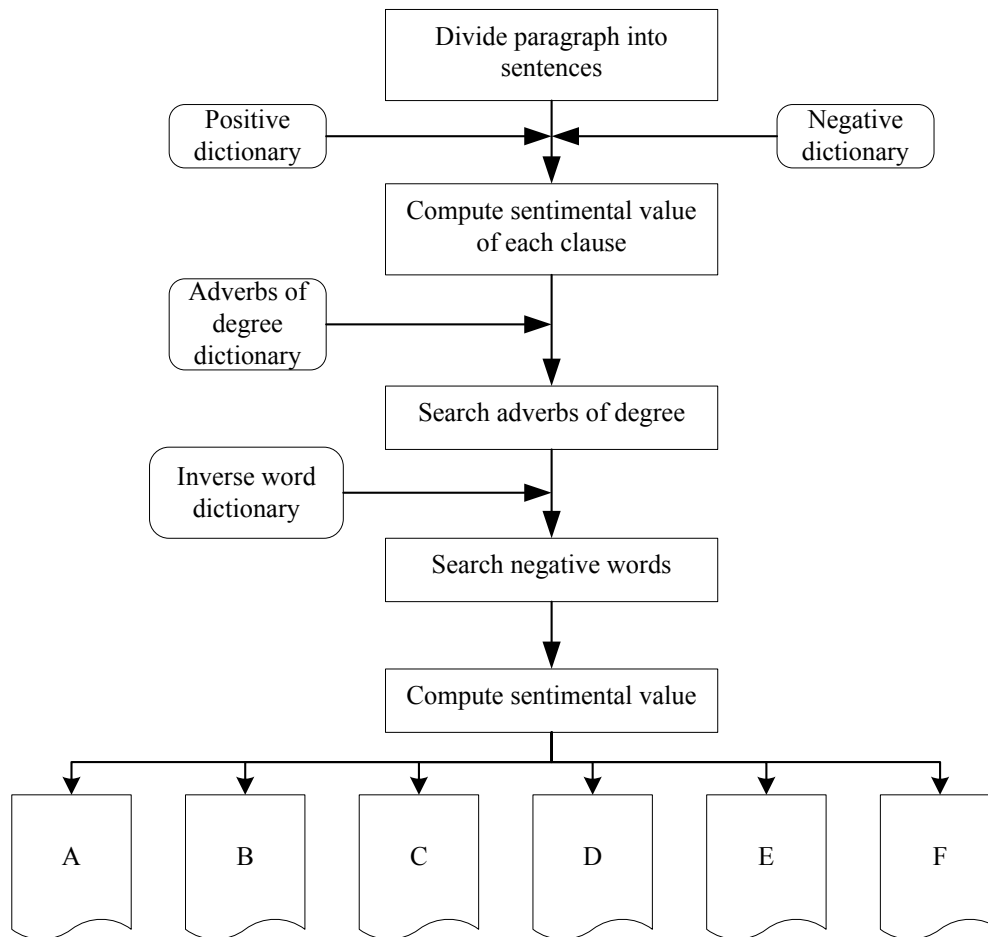 Divide paragraph into
sentences
Positive
dictionary
Negative
dictionary
Compute sentimental value
of each clause
Adverbs of
degree
dictionary
Search adverbs of degree
Inverse word
dictionary
Search negative words
Compute sentimental value
A
B
C
D
E
F